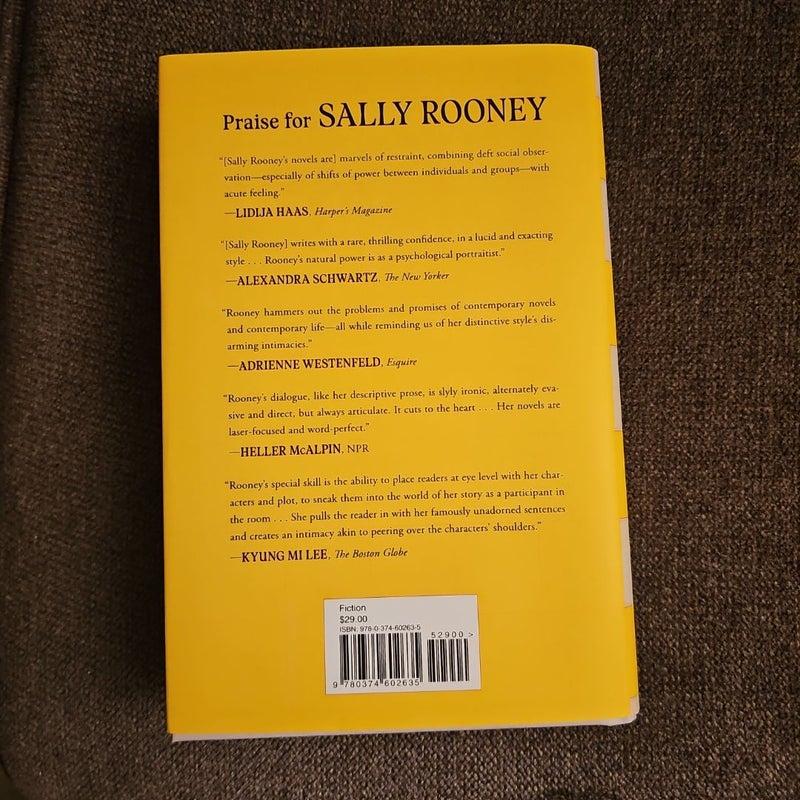 Praise for SALLY ROONEY
“[Sally Rooney’s novels are] marvels of restraint, combining deft social obser-
vation—especially of shifts of power between individuals and groups—with
acute feeling.”
—LIDIJA HAAS, Harper’s Magazine
“[Sally Rooney] writes with a rare, thrilling confidence, in a lucid and exacting
style . . . Rooney’s natural power is as a psychological portraitist.”
—ALEXANDRA SCHWARTZ, The New Yorker
“Rooney hammers out the problems and promises of contemporary novels
and contemporary life—all while reminding us of her distinctive style’s dis-
arming intimacies.”
—ADRIENNE WESTENFELD, Esquire
“Rooney’s dialogue, like her descriptive prose, is slyly ironic, alternately eva-
sive and direct, but always articulate. It cuts to the heart . . . Her novels are
laser-focused and word-perfect.”
—HELLER McALPIN, NPR
“Rooney’s special skill is the ability to place readers at eye level with her char-
acters and plot, to sneak them into the world of her story as a participant in
the room . . . She pulls the reader in with her famously unadorned sentences
and creates an intimacy akin to peering over the characters’ shoulders.”
—KYUNG MI LEE, The Boston Globe
Fiction
$29.00
ISBN: 978-0-374-60263-5
52900 >
9 780374 602635